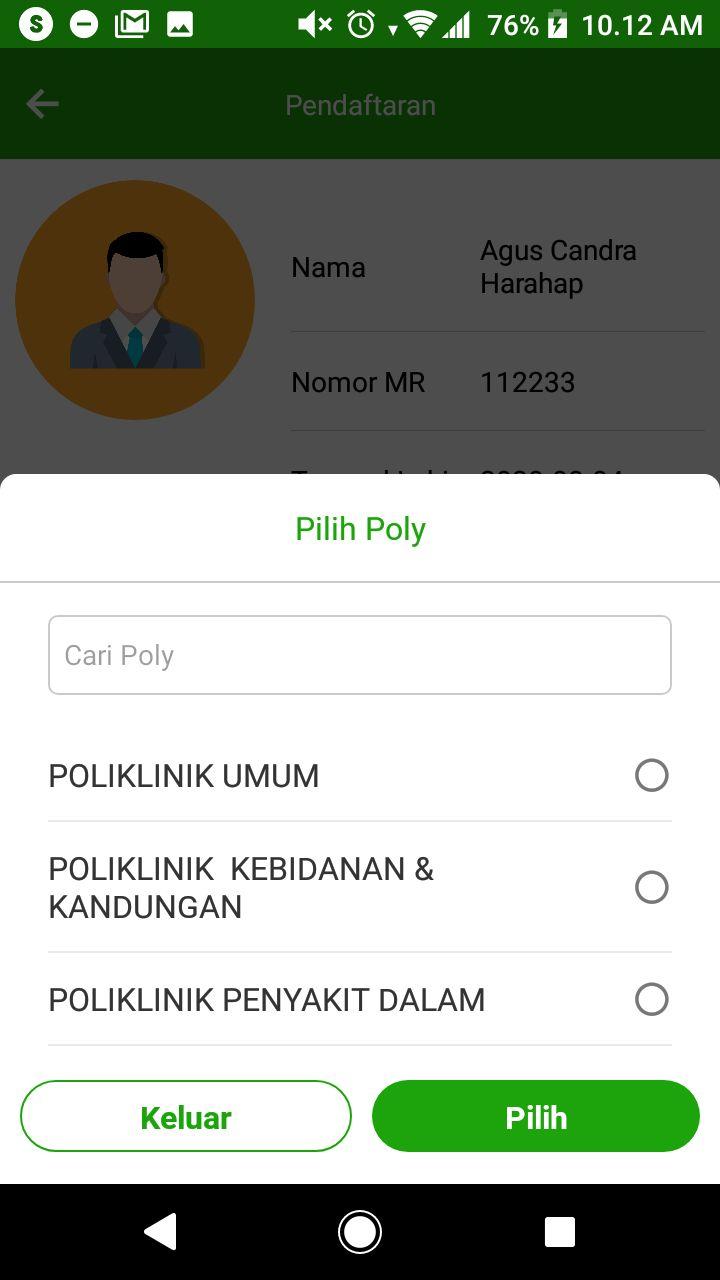 76% 10.12 AM
Pendaftaran
Nama
Agus Candra
Harahap
Nomor MR 112233
Pilih Poly
Cari Poly
POLIKLINIK UMUM
POLIKLINIK  KEBIDANAN &
KANDUNGAN
POLIKLINIK PENYAKIT DALAM
Keluar
Pilih